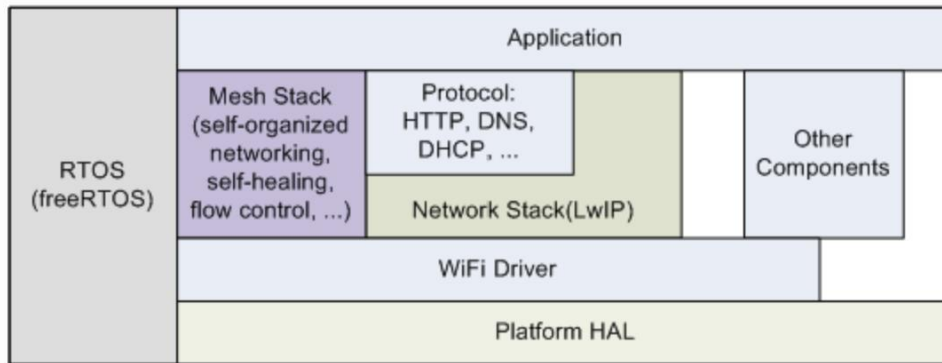 Application
Mesh Stack
(self-organized
networking,
self-healing,
flow control, ...)
Protocol:
HTTP, DNS,
DHCP, ...
Other
Components
RTOS
(freeRTOS)
Network Stack(LwIP)
WiFi Driver
Platform HAL